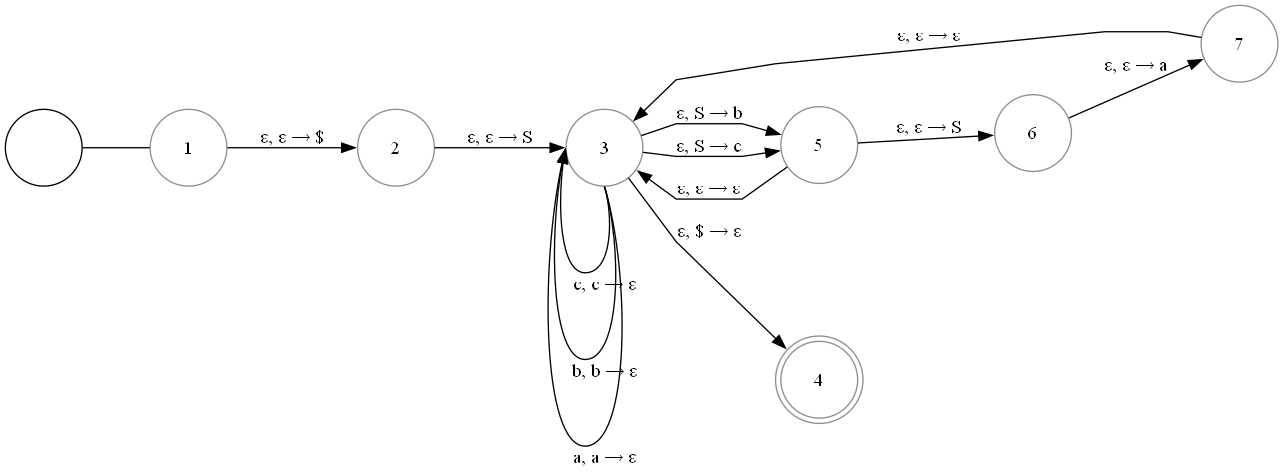 7
ε, ε → ε
ε, ε → a
ε, S → b
1
ε, ε → $
2
ε, ε → S
3
ε, S → c
5
ε, ε → S
6
ε, ε → ε
ε, $ → ε
c, c → ε
b, b → ε
4
a, a → ε